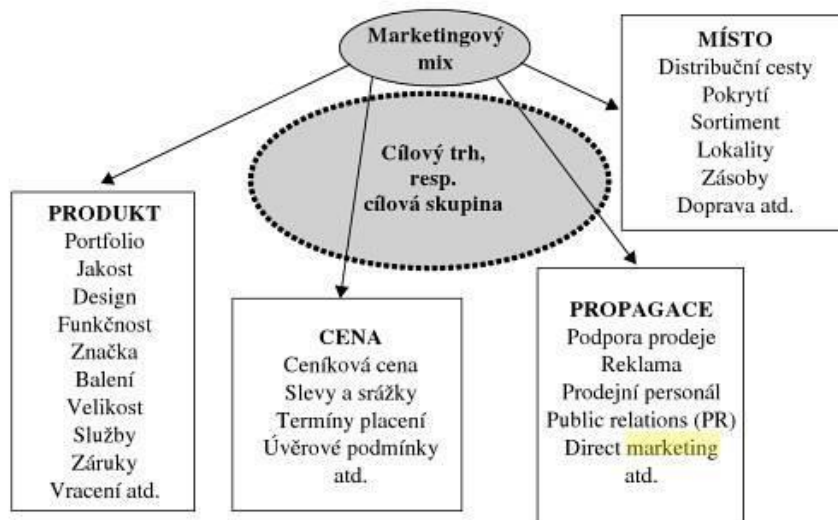 Marketingový
mix
Cílový trh,
resp.
cílová skupina
PRODUKT
Portfolio
Jakost
Design
Funkčnost
Značka
Balení
Velikost
Služby
Záruky
Vracení atd.
CENA
Ceníková cena
Slevy a srážky
Termíny placení
Úvěrové podmínky
atd.
PROPAGACE
Podpora prodeje
Reklama
Prodejní personál
Public relations (PR)
Direct marketing
atd.
MÍSTO
Distribuční cesty
Pokrytí
Sortiment
Lokality
Zásoby
Doprava atd.